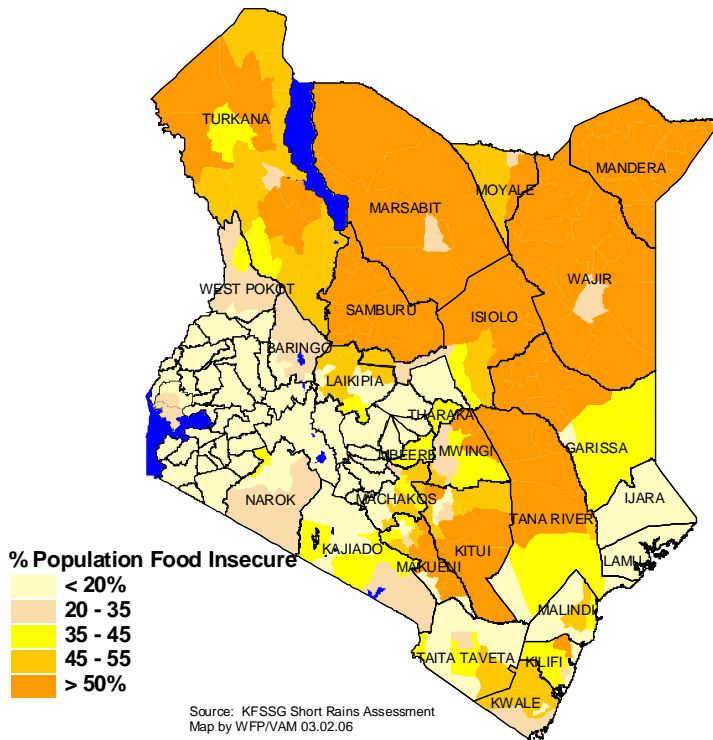 TURKANA
MANDERA
MOYALE
MARSABIT
WAJIR
WEST POKOT
SAMBURU
ISIOLO
BARINGO
LAIKIPIA
THARAKA
GARISSA
MBEERE
MWINGI
NAROK
MACHAKOS
IJARA
TANA RIVER
KAJIADO
KITUI
LAMU
MAKUEUI
MALINDI
TAITA TAVETA
KILIFI
KWALE
% Population Food Insecure
< 20%
20 - 35
35 - 45
45 - 55
> 50%
Source: KFSSG Short Rains Assessment
Map by WFP/VAM 03.02.06